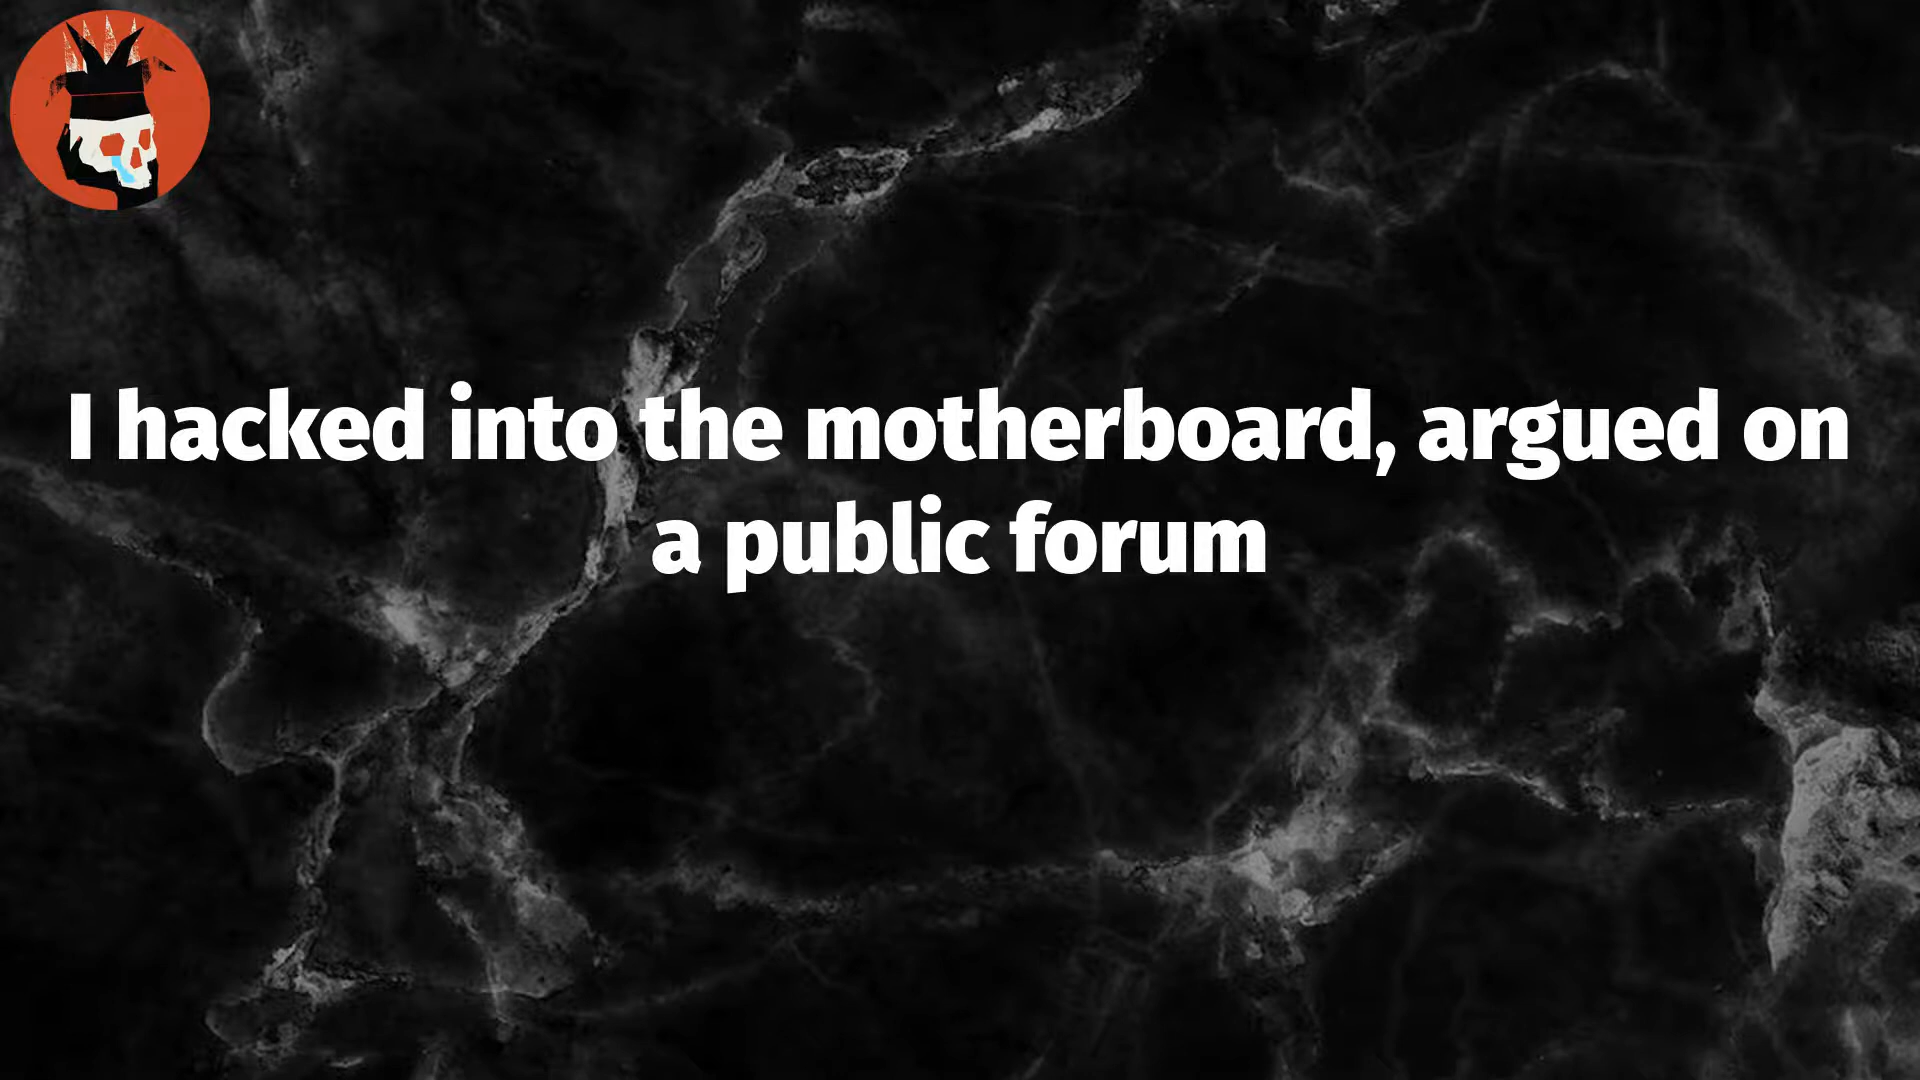 I hacked into the motherboard, argued on
a public forum